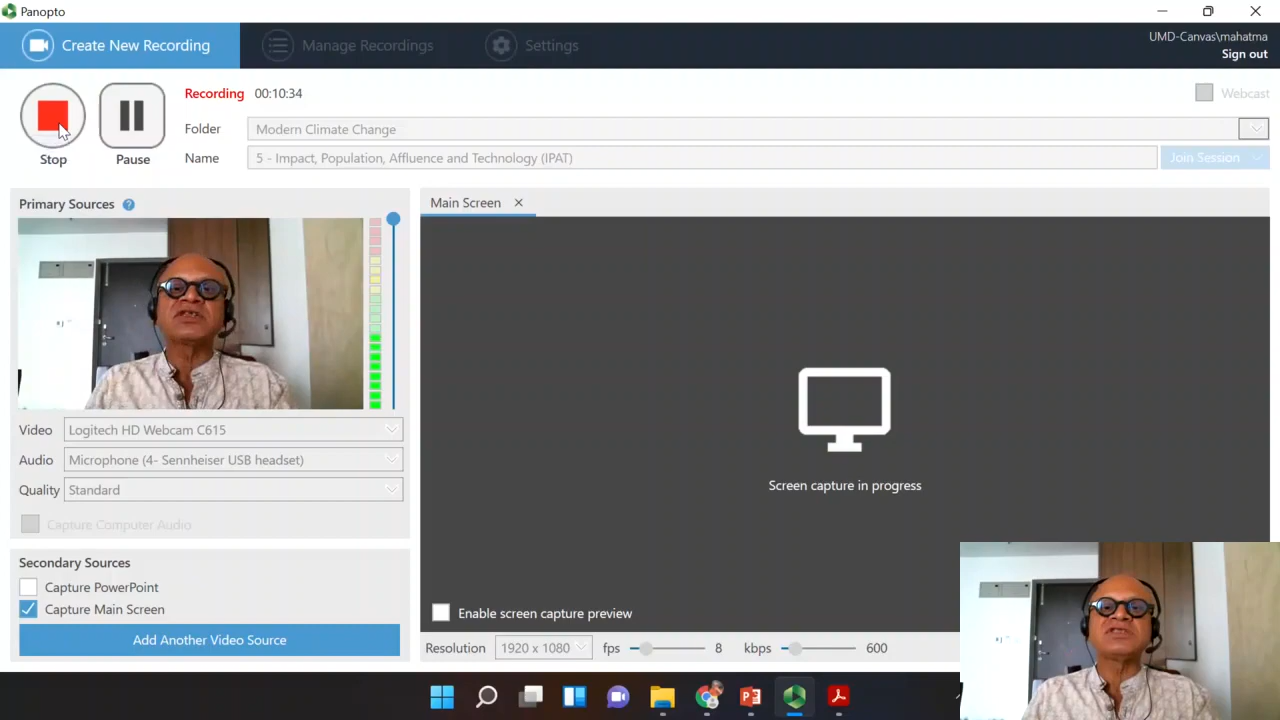 Panopto
Create New Recording
Manage Recordings
Settings
UMD-Canvas\mahatma
Sign out
Recording 00:10:34
Webcast
Folder Modern Climate Change
Stop
Pause
Name 5 - Impact, Population, Affluence and Technology (IPAT)
Join Session
Primary Sources ?
Main Screen
Video Logitech HD Webcam C615
Audio Microphone (4- Sennheiser USB headset)
Quality Standard
Capture Computer Audio
Screen capture in progress
Secondary Sources
Capture PowerPoint
Capture Main Screen
Add Another Video Source
Enable screen capture preview
Resolution 1920 x 1080 fps 8 kbps 600